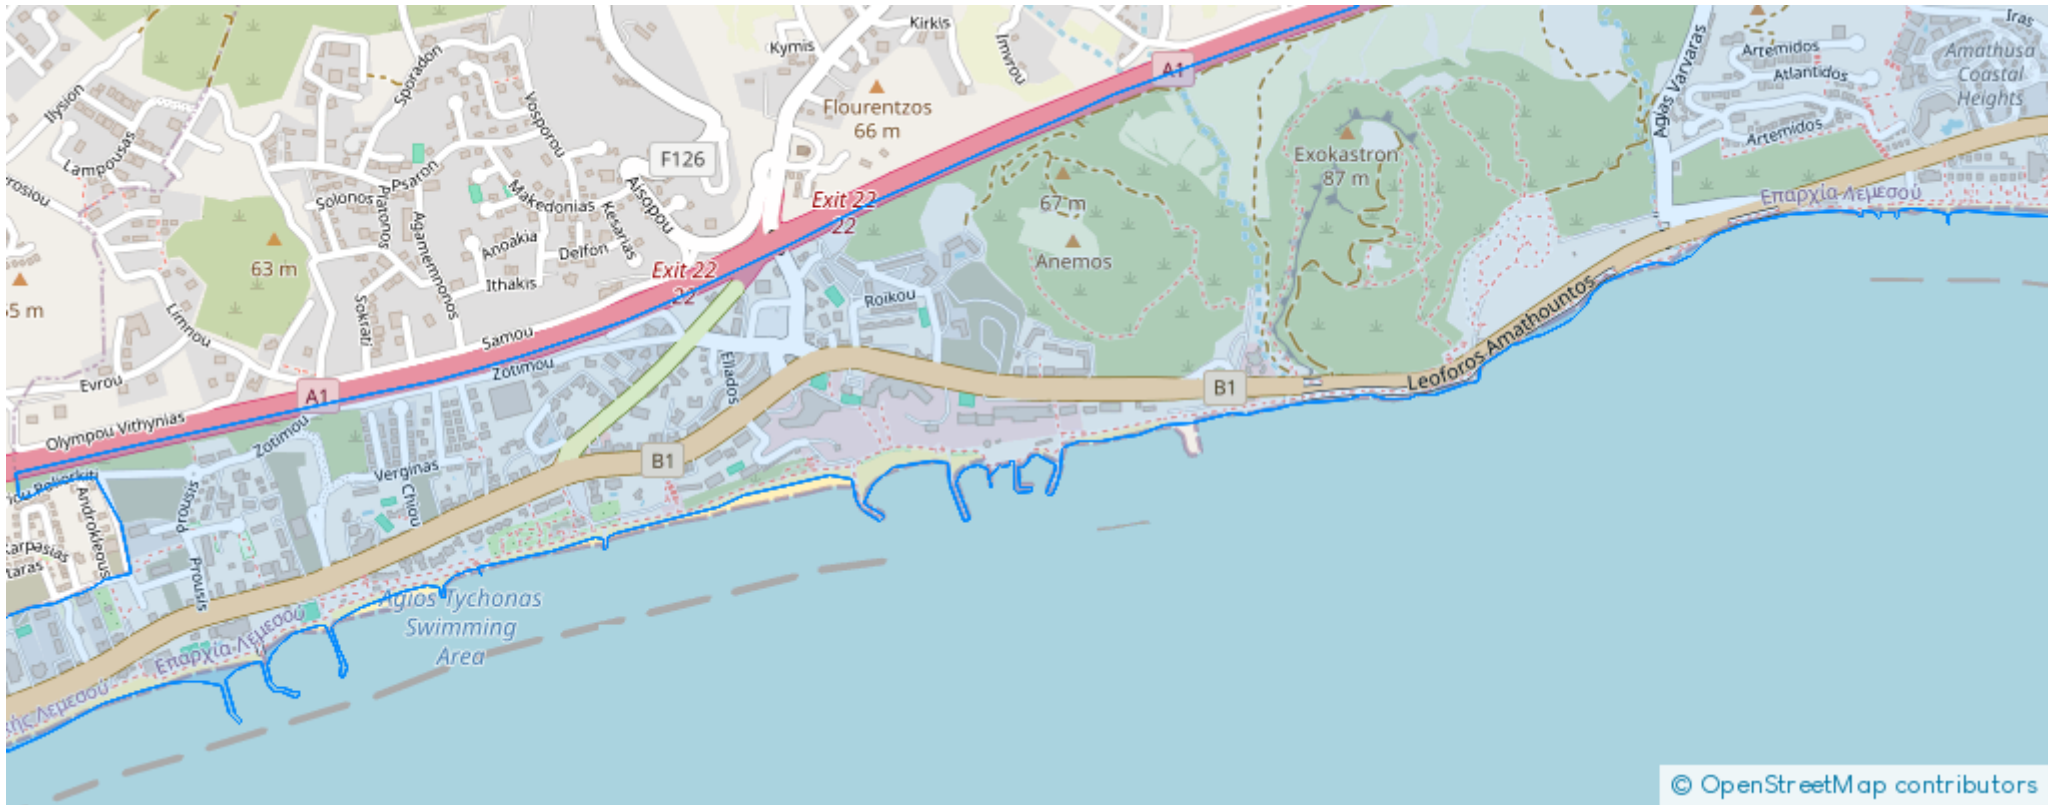 Kirkis
Kymis
Imvrou
A1
Flourentzos
66 m
Sporadon
Vosporou
Ilysion
Lampousas
F126
Psaron
Solonos
Platonos
Makedonias
Kesarias
Aisopou
Agamemnonos
Anoakia
Delfon
Ithakis
63 m
Sokrati
Limnou
Samou
Evrou
A1
Olympou Vithynias
Exit 22
22
Exit 22
22
67 m
Anemos
Exokastron
87 m
Agias Varvaras
Artemidos
Atlantidos
Artemidos
Iras
Amathusa
Coastal
Heights
Επαρχία Λεμεσού
Leoforos Amathountos
B1
Roikou
Eliados
Zotimou
B1
Zotimou
Verginas
Chiou
Prousis
Prousis
Androkleous
Karpasias
Επαρχία Λεμεσού
Λεμεσού
Agios Tychonas
Swimming
Area
© OpenStreetMap contributors